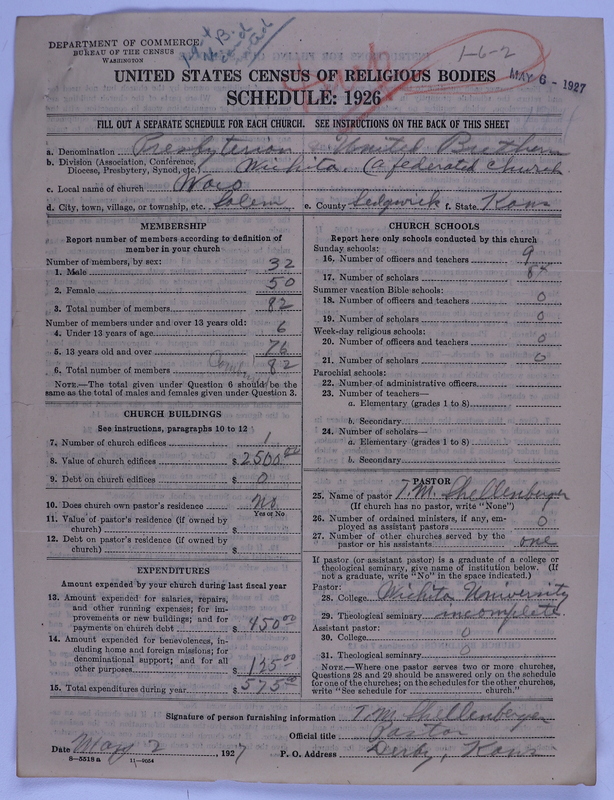 DEPARTMENT OF COMMERCE
BUREAU OF THE CENSUS
WASHINGTON
1-6-2
MAY 6 - 1927
UNITED STATES CENSUS OF RELIGIOUS BODIES
SCHEDULE: 1926
FILL OUT A SEPARATE SCHEDULE FOR EACH CHURCH. SEE INSTRUCTIONS ON THE BACK OF THIS SHEET
a. Denomination Presbyterian & United Brethern
b. Division (Association, Conference, Diocese, Presbytery, Synod, etc.) Wichita. (a federated church
c. Local name of church Waco
d. City, town, village, or township, etc. Salem e. County Sedgwick f. State Kans
MEMBERSHIP
Report number of members according to definition of
member in your church
Number of members, by sex:
1. Male 32
2. Female 50
3. Total number of members 82
Number of members under and over 13 years old:
4. Under 13 years of age 6
5. 13 years old and over 76
6. Total number of members 82
NOTE.—The total given under Question 6 should be the
same as the total of males and females given under Question 3.
CHURCH BUILDINGS
See instructions, paragraphs 10 to 12
7. Number of church edifices 1
8. Value of church edifices $ 2500.00
9. Debt on church edifices $ 0
10. Does church own pastor's residence No
Yes or No
11. Value of pastor's residence (if owned by
church) $
12. Debt on pastor's residence (if owned by
church) $
EXPENDITURES
Amount expended by your church during last fiscal year
13. Amount expended for salaries, repairs,
and other running expenses; for im-
provements or new buildings; and for
payments on church debt $ 450.00
14. Amount expended for benevolences, in-
cluding home and foreign missions; for
denominational support; and for all
other purposes $ 125.00
15. Total expenditures during year $ 575.00
CHURCH SCHOOLS
Report here only schools conducted by this church
Sunday schools:
16. Number of officers and teachers 9
17. Number of scholars 84
Summer vacation Bible schools:
18. Number of officers and teachers 0
19. Number of scholars 0
Week-day religious schools:
20. Number of officers and teachers 0
21. Number of scholars 0
Parochial schools:
22. Number of administrative officers
23. Number of teachers—
a. Elementary (grades 1 to 8)
b. Secondary
24. Number of scholars—
a. Elementary (grades 1 to 8)
b. Secondary
PASTOR
25. Name of pastor T. M. Shellenberger
(If church has no pastor, write "None")
26. Number of ordained ministers, if any, em-
ployed as assistant pastors 0
27. Number of other churches served by the
pastor or his assistants one
If pastor (or assistant pastor) is a graduate of a college or
theological seminary, give name of institution below. (If
not a graduate, write "No" in the space indicated.)
Pastor:
28. College Wichita University
29. Theological seminary incomplete
Assistant pastor:
30. College 0
31. Theological seminary 0
NOTE.—Where one pastor serves two or more churches,
Questions 28 and 29 should be answered only on the schedule
for one of the churches; on the schedules for the other churches,
write "See schedule for ____ church."
Signature of person furnishing information T. M. Shellenberger
Official title Pastor
Date May 2 1927 P. O. Address Derby, Kans
8-5518a 11-9054